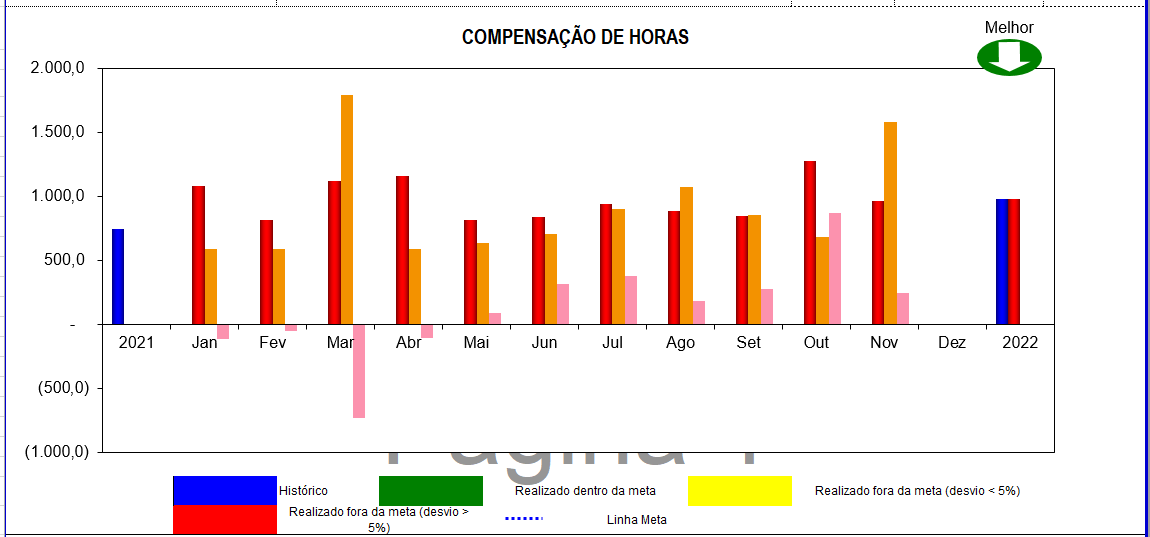 COMPENSAÇÃO DE HORAS
Melhor
2.000,0
1.500,0
1.000,0
500,0
-
2021 Jan Fev Mar Abr Mai Jun Jul Ago Set Out Nov Dez 2022
(500,0)
(1.000,0)
Página 1
Histórico Realizado dentro da meta Realizado fora da meta (desvio < 5%)
Realizado fora da meta (desvio >
5%)
Linha Meta